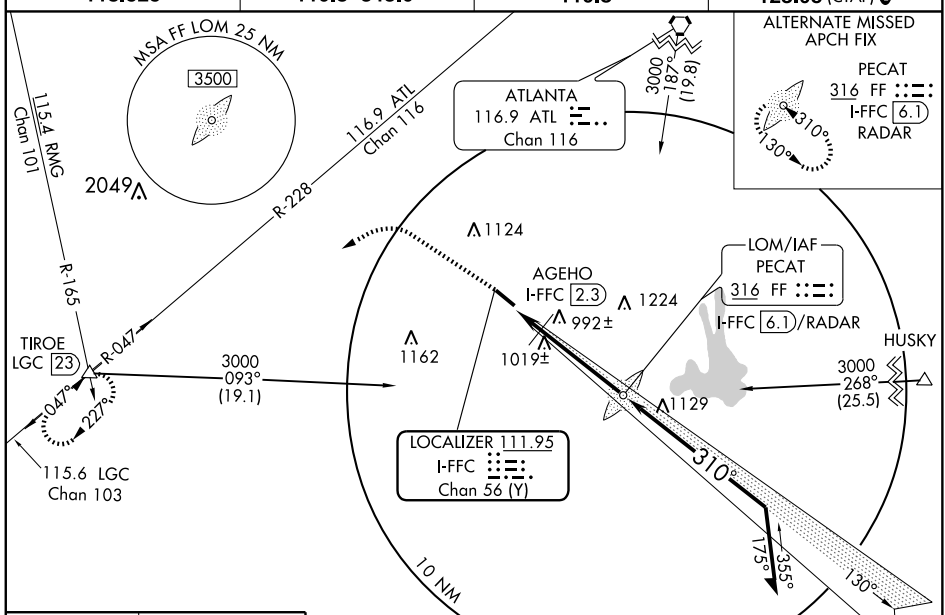 MSA FF LOM 25 NM
3500
2049
115.4 RMG
Chan 101
R-165
116.9 ATL
Chan 116
R-228
R-047
ATLANTA
116.9 ATL
Chan 116
3000
187°
(19.8)
ALTERNATE MISSED
APCH FIX
PECAT
316 FF
I-FFC 6.1
RADAR
310°
130°
1124
AGEHO
I-FFC 2.3
1224
992±
1019±
1162
LOM/IAF
PECAT
316 FF
I-FFC 6.1/RADAR
HUSKY
3000
268°
(25.5)
1129
TIROE
LGC 23
047°
227°
3000
093°
(19.1)
115.6 LGC
Chan 103
LOCALIZER 111.95
I-FFC
Chan 56 (Y)
310°
175°
355°
130°
10 NM